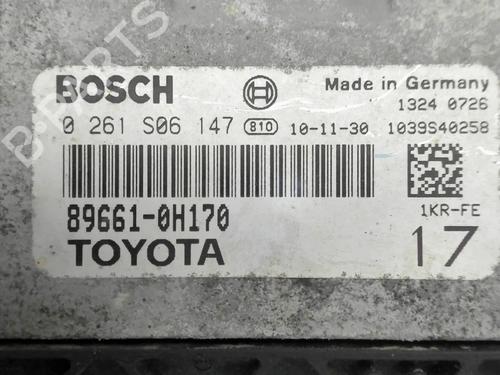 BOSCH
Made in Germany
1324 0726
0 261 S06 147 810 10-11-30 1039S40258
89661-0H170
1KR-FE
TOYOTA
17
B-PARTS